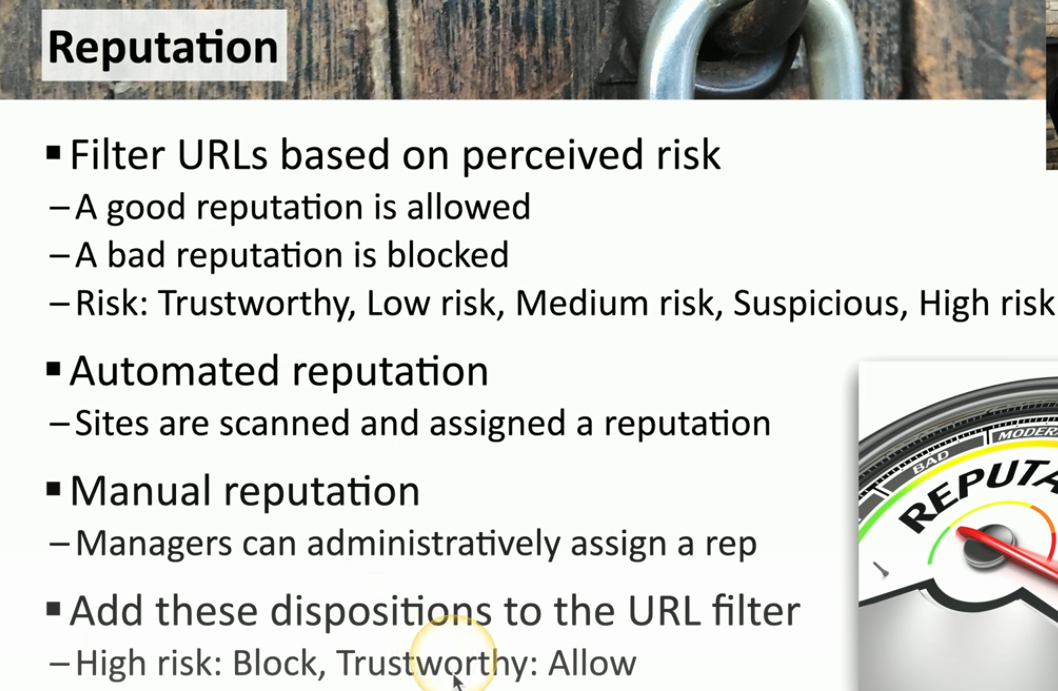 Reputation
▪ Filter URLs based on perceived risk
– A good reputation is allowed
– A bad reputation is blocked
– Risk: Trustworthy, Low risk, Medium risk, Suspicious, High risk
▪ Automated reputation
– Sites are scanned and assigned a reputation
▪ Manual reputation
– Managers can administratively assign a rep
▪ Add these dispositions to the URL filter
– High risk: Block, Trustworthy: Allow
BAD